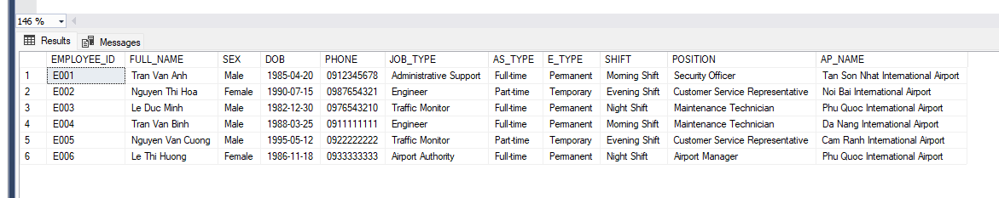 146 %
Results Messages
EMPLOYEE_ID FULL_NAME SEX DOB PHONE JOB_TYPE AS_TYPE E_TYPE SHIFT POSITION AP_NAME
1 E001 Tran Van Anh Male 1985-04-20 0912345678 Administrative Support Full-time Permanent Morning Shift Security Officer Tan Son Nhat International Airport
2 E002 Nguyen Thi Hoa Female 1990-07-15 0987654321 Engineer Part-time Temporary Evening Shift Customer Service Representative Noi Bai International Airport
3 E003 Le Duc Minh Male 1982-12-30 0976543210 Traffic Monitor Full-time Permanent Night Shift Maintenance Technician Phu Quoc International Airport
4 E004 Tran Van Binh Male 1988-03-25 0911111111 Engineer Full-time Permanent Morning Shift Maintenance Technician Da Nang International Airport
5 E005 Nguyen Van Cuong Male 1995-05-12 0922222222 Traffic Monitor Part-time Temporary Evening Shift Customer Service Representative Cam Ranh International Airport
6 E006 Le Thi Huong Female 1986-11-18 0933333333 Airport Authority Full-time Permanent Night Shift Airport Manager Phu Quoc International Airport